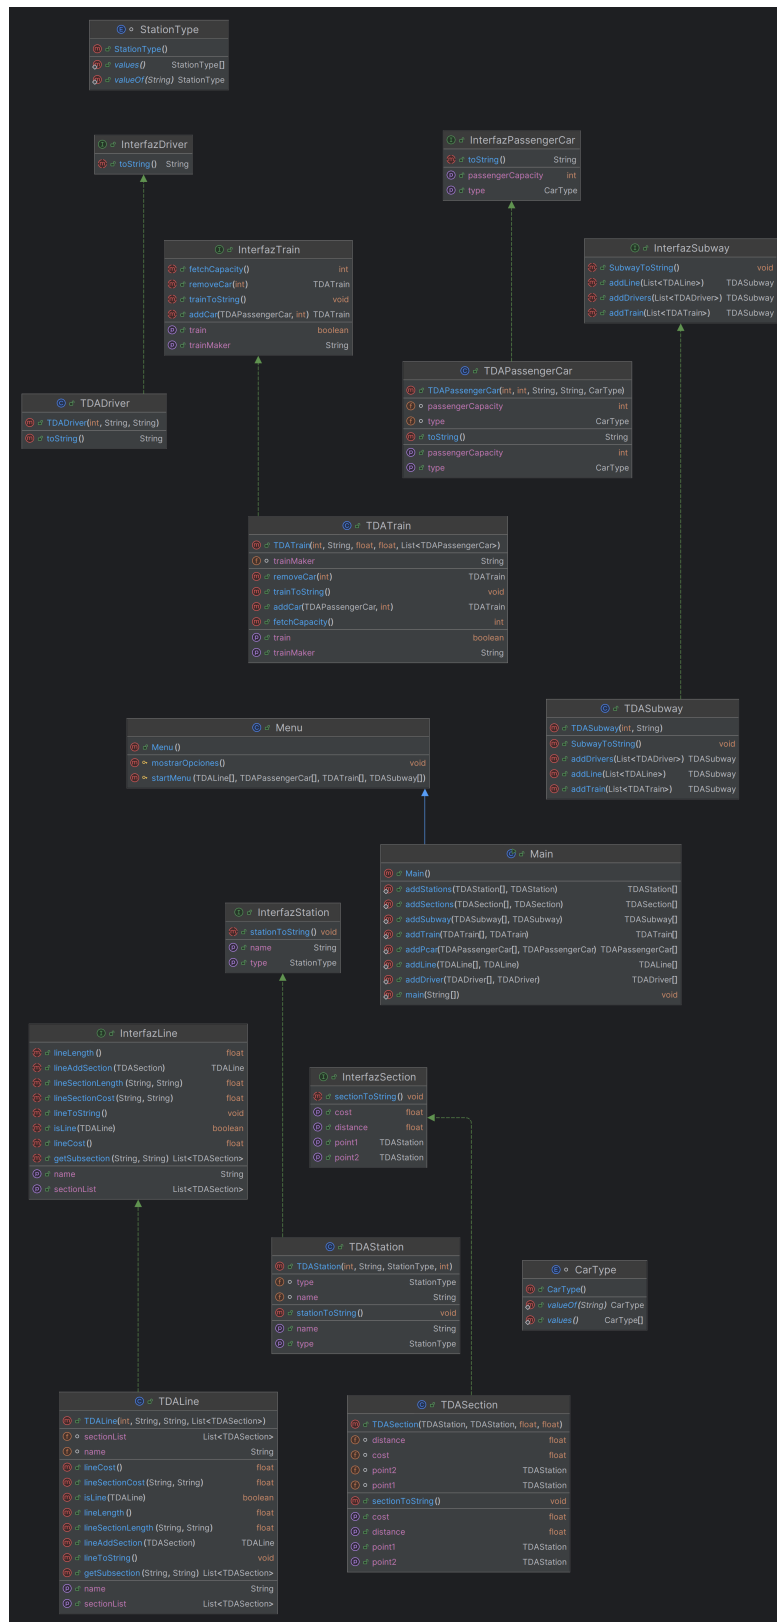 StationType
StationType()
values() StationType[]
valueOf(String) StationType
InterfazDriver
toString() String
InterfazPassengerCar
toString() String
passengerCapacity int
type CarType
InterfazTrain
fetchCapacity() int
removeCar(int) TDATrain
trainToString() void
addCar(TDAPassengerCar, int) TDATrain
train boolean
trainMaker String
InterfazSubway
SubwayToString() void
addLine(List<TDALine>) TDASubway
addDrivers(List<TDADriver>) TDASubway
addTrain(List<TDATrain>) TDASubway
TDAPassengerCar
TDAPassengerCar(int, int, String, String, CarType)
passengerCapacity int
type CarType
toString() String
passengerCapacity int
type CarType
TDADriver
TDADriver(int, String, String)
toString() String
TDATrain
TDATrain(int, String, float, float, List<TDAPassengerCar>)
trainMaker String
removeCar(int) TDATrain
trainToString() void
addCar(TDAPassengerCar, int) TDATrain
fetchCapacity() int
train boolean
trainMaker String
TDASubway
TDASubway(int, String)
SubwayToString() void
addDrivers(List<TDADriver>) TDASubway
addLine(List<TDALine>) TDASubway
addTrain(List<TDATrain>) TDASubway
Menu
Menu()
mostrarOpciones() void
startMenu(TDALine[], TDAPassengerCar[], TDATrain[], TDASubway[])
Main
Main()
addStations(TDAStation[], TDAStation) TDAStation[]
addSections(TDASection[], TDASection) TDASection[]
addSubway(TDASubway[], TDASubway) TDASubway[]
addTrain(TDATrain[], TDATrain) TDATrain[]
addPcar(TDAPassengerCar[], TDAPassengerCar) TDAPassengerCar[]
addLine(TDALine[], TDALine) TDALine[]
addDriver(TDADriver[], TDADriver) TDADriver[]
main(String[]) void
InterfazStation
stationToString() void
name String
type StationType
InterfazLine
lineLength() float
lineAddSection(TDASection) TDALine
lineSectionLength(String, String) float
lineSectionCost(String, String) float
lineToString() void
isLine(TDALine) boolean
lineCost() float
getSubsection(String, String) List<TDASection>
name String
sectionList List<TDASection>
InterfazSection
sectionToString() void
cost float
distance float
point1 TDAStation
point2 TDAStation
TDAStation
TDAStation(int, String, StationType, int)
type StationType
name String
stationToString() void
name String
type StationType
CarType
CarType()
valueOf(String) CarType
values() CarType[]
TDALine
TDALine(int, String, String, List<TDASection>)
sectionList List<TDASection>
name String
lineCost() float
lineSectionCost(String, String) float
isLine(TDALine) boolean
lineLength() float
lineSectionLength(String, String) float
lineAddSection(TDASection) TDALine
lineToString() void
getSubsection(String, String) List<TDASection>
name String
sectionList List<TDASection>
TDASection
TDASection(TDAStation, TDAStation, float, float)
distance float
cost float
point2 TDAStation
point1 TDAStation
sectionToString() void
cost float
distance float
point1 TDAStation
point2 TDAStation